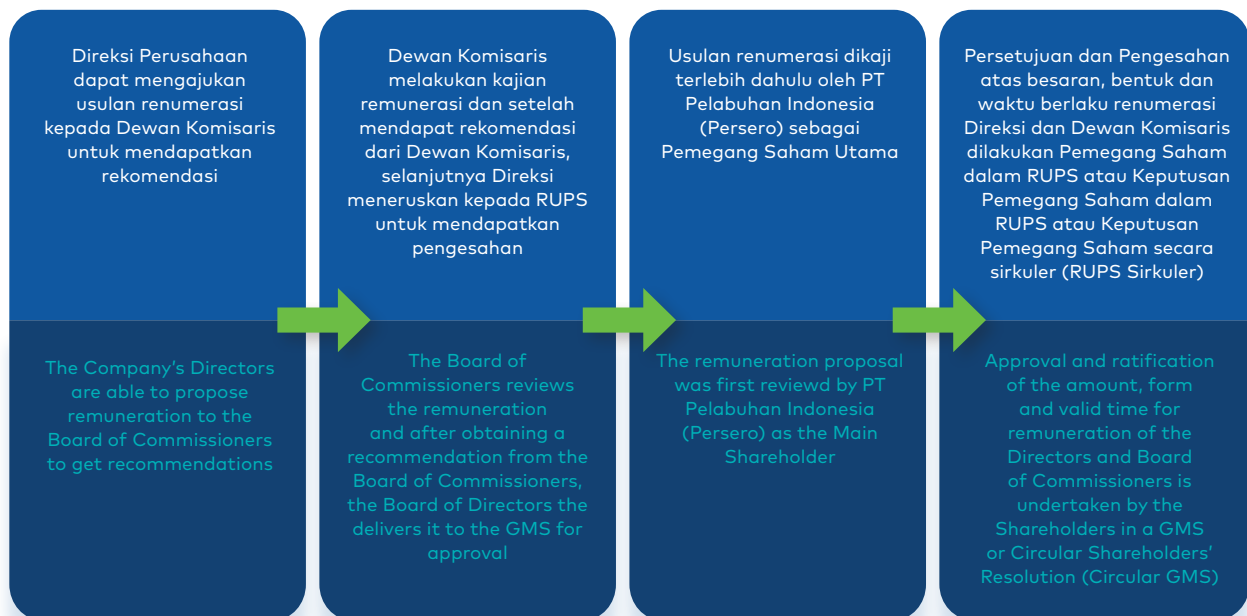 Direksi Perusahaan
dapat mengajukan
usulan renumerasi
kepada Dewan Komisaris
untuk mendapatkan
rekomendasi
The Company's Directors
are able to propose
remuneration to the
Board of Commissioners
to get recommendations
Dewan Komisaris
melakukan kajian
remunerasi dan setelah
mendapat rekomendasi
dari Dewan Komisaris,
selanjutnya Direksi
meneruskan kepada RUPS
untuk mendapatkan
pengesahan
The Board of
Commissioners reviews
the remuneration
and after obtaining a
recommendation from the
Board of Commissioners,
the Board of Directors the
delivers it to the GMS for
approval
Usulan renumerasi dikaji
terlebih dahulu oleh PT
Pelabuhan Indonesia
(Persero) sebagai
Pemegang Saham Utama
The remuneration proposal
was first reviewd by PT
Pelabuhan Indonesia
(Persero) as the Main
Shareholder
Persetujuan dan Pengesahan
atas besaran, bentuk dan
waktu berlaku renumerasi
Direksi dan Dewan Komisaris
dilakukan Pemegang Saham
dalam RUPS atau Keputusan
Pemegang Saham dalam
RUPS atau Keputusan
Pemegang Saham secara
sirkuler (RUPS Sirkuler)
Approval and ratification
of the amount, form
and valid time for
remuneration of the
Directors and Board
of Commissioners is
undertaken by the
Shareholders in a GMS
or Circular Shareholders'
Resolution (Circular GMS)